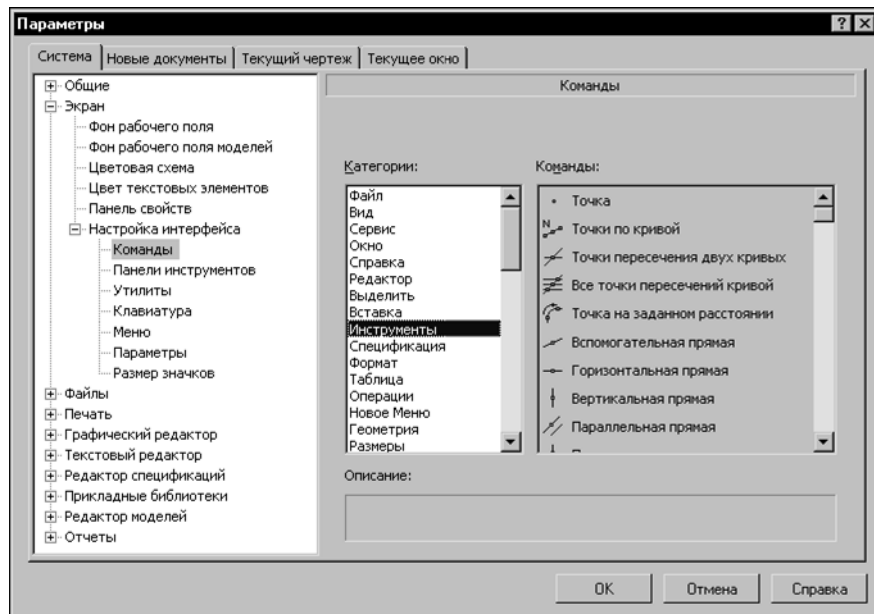 Параметры
Система
Новые документы
Текущий чертеж
Текущее окно
Общие
Экран
Фон рабочего поля
Фон рабочего поля моделей
Цветовая схема
Цвет текстовых элементов
Панель свойств
Настройка интерфейса
Команды
Панели инструментов
Утилиты
Клавиатура
Меню
Параметры
Размер значков
Файлы
Печать
Графический редактор
Текстовый редактор
Редактор спецификаций
Прикладные библиотеки
Редактор моделей
Отчеты
Команды
Категории:
Файл
Вид
Сервис
Окно
Справка
Редактор
Выделить
Вставка
Инструменты
Спецификация
Формат
Таблица
Операции
Новое Меню
Геометрия
Размеры
Команды:
Точка
Точки по кривой
Точки пересечения двух кривых
Все точки пересечений кривой
Точка на заданном расстоянии
Вспомогательная прямая
Горизонтальная прямая
Вертикальная прямая
Параллельная прямая
Описание:
OK
Отмена
Справка